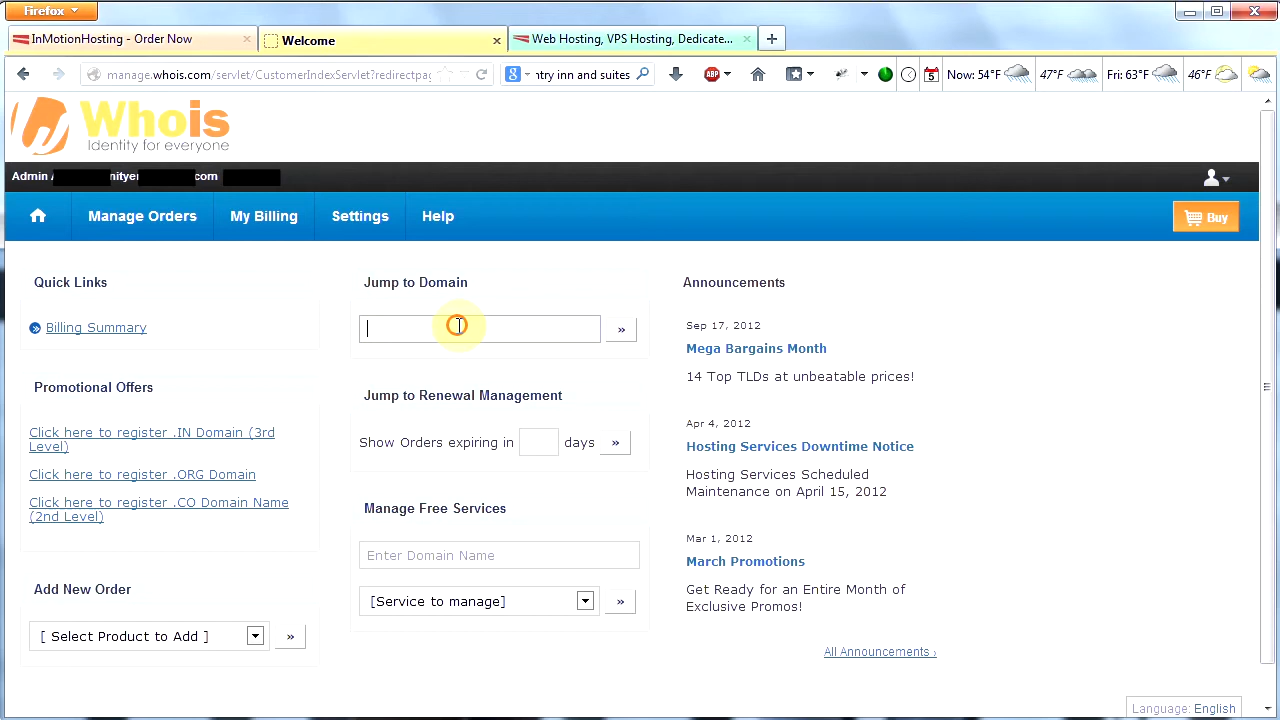 Firefox
InMotionHosting - Order Now
Welcome
Web Hosting, VPS Hosting, Dedicate...
manage.whois.com/servlet/CustomerIndexServlet?redirectpag
ntry inn and suites
ABP
5
Now: 54°F
47°F
Fri: 63°F
46°F
Whois
Identity for everyone
Admin
nityer
com
Manage Orders
My Billing
Settings
Help
Buy
Quick Links
Billing Summary
Promotional Offers
Click here to register .IN Domain (3rd
Level)
Click here to register .ORG Domain
Click here to register .CO Domain Name
(2nd Level)
Add New Order
[ Select Product to Add ]
»
Jump to Domain
»
Jump to Renewal Management
Show Orders expiring in days »
Manage Free Services
Enter Domain Name
[Service to manage]
»
Announcements
Sep 17, 2012
Mega Bargains Month
14 Top TLDs at unbeatable prices!
Apr 4, 2012
Hosting Services Downtime Notice
Hosting Services Scheduled
Maintenance on April 15, 2012
Mar 1, 2012
March Promotions
Get Ready for an Entire Month of
Exclusive Promos!
All Announcements ›
Language: English